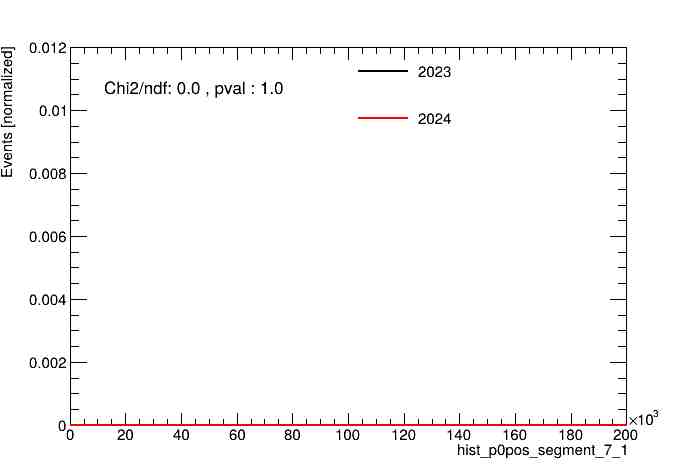 0.012
0.01
0.008
0.006
0.004
0.002
0
Events [normalized]
Chi2/ndf: 0.0 , pval : 1.0
2023
2024
0 20 40 60 80 100 120 140 160 180 200
×10³
hist_p0pos_segment_7_1